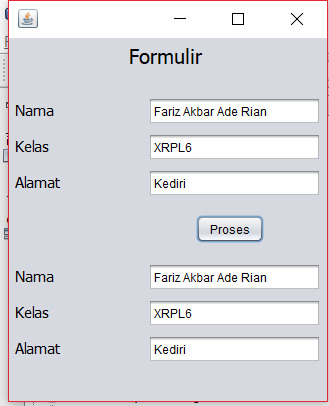 Formulir
Nama Fariz Akbar Ade Rian
Kelas XRPL6
Alamat Kediri
Proses
Nama Fariz Akbar Ade Rian
Kelas XRPL6
Alamat Kediri